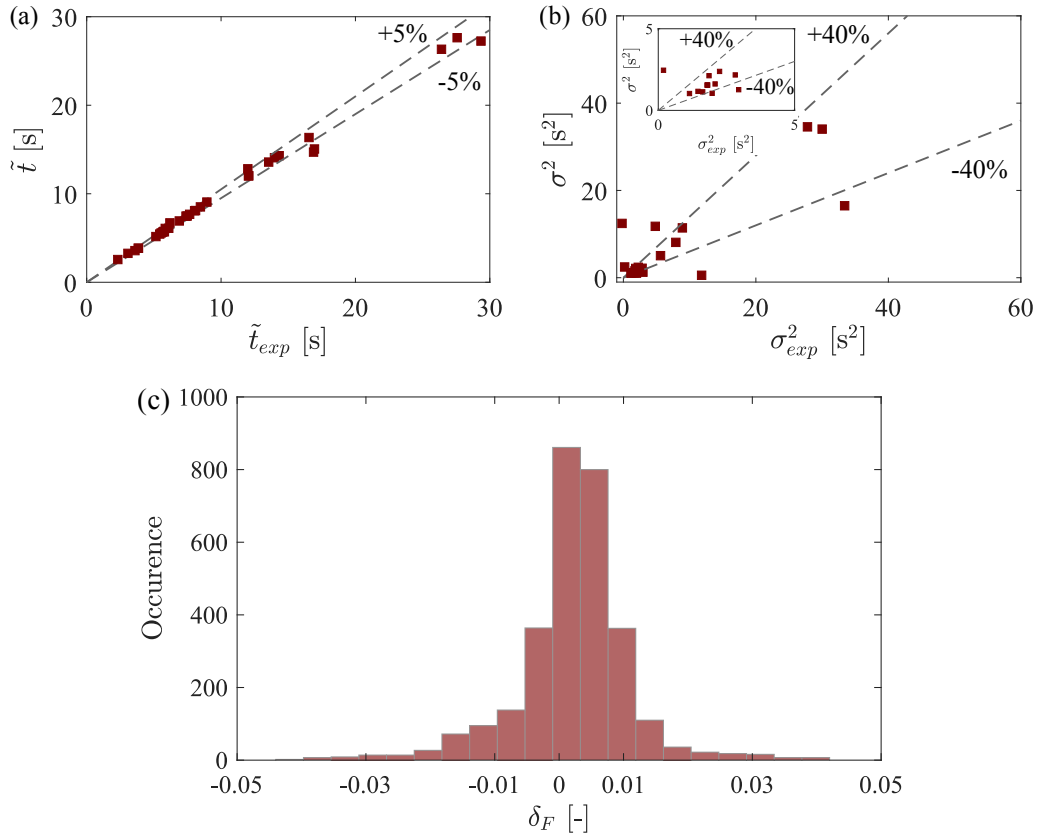 (a)
30
20
10
0
0 10 20 30
t̃ [s]
t̃exp [s]
+5%
-5%
(b)
60
40
20
0
0 20 40 60
σ² [s²]
σ²exp [s²]
+40%
-40%
5
0
0 5
σ² [s²]
σ²exp [s²]
+40%
-40%
(c)
1000
800
600
400
200
0
-0.05 -0.03 -0.01 0 0.01 0.03 0.05
Occurence
δF [-]